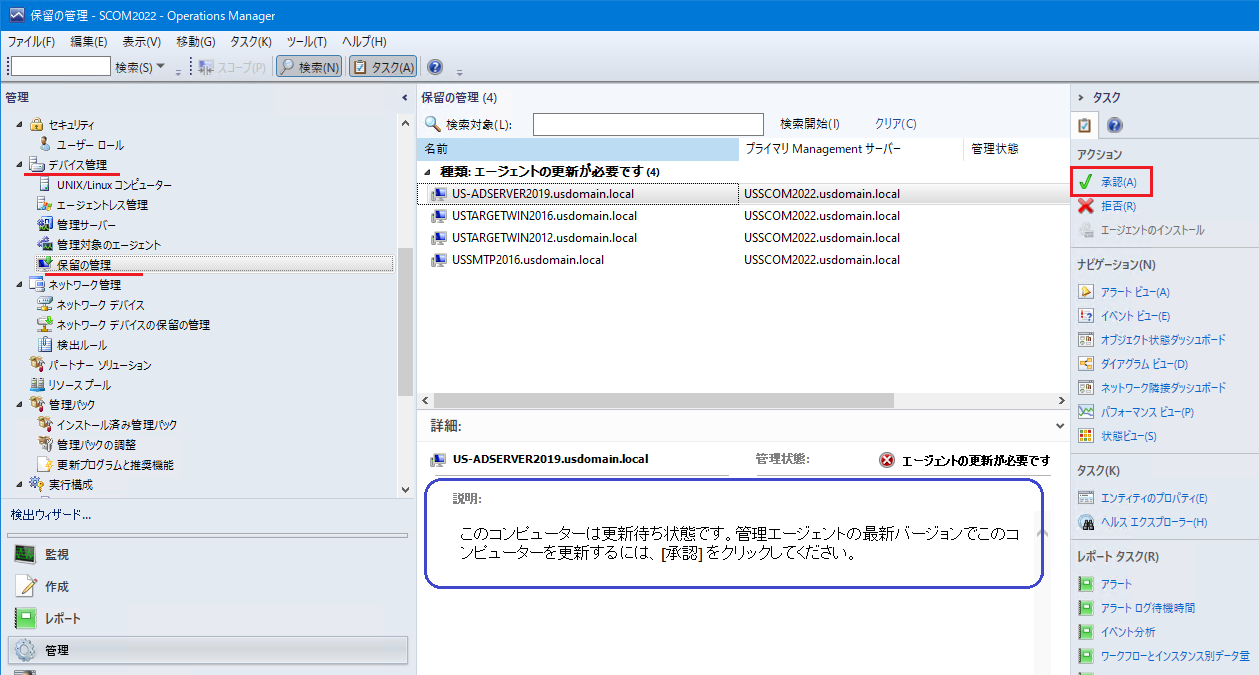 保留の管理 - SCOM2022 - Operations Manager
ファイル(F) 編集(E) 表示(V) 移動(G) タスク(K) ツール(T) ヘルプ(H)
検索(S) スコープ(P) 検索(N) タスク(A)
管理
セキュリティ
ユーザー ロール
デバイス管理
UNIX/Linux コンピューター
エージェントレス管理
管理サーバー
管理対象のエージェント
保留の管理
ネットワーク管理
ネットワーク デバイス
ネットワーク デバイスの保留の管理
検出ルール
パートナー ソリューション
リソース プール
管理パック
インストール済み管理パック
管理パックの調整
更新プログラムと推奨機能
実行構成
検出ウィザード...
監視
作成
レポート
管理
保留の管理 (4)
検索対象(L): 検索開始(I) クリア(C)
名前 プライマリ Management サーバー 管理状態
種類: エージェントの更新が必要です (4)
US-ADSERVER2019.usdomain.local USSCOM2022.usdomain.local
USTARGETWIN2016.usdomain.local USSCOM2022.usdomain.local
USTARGETWIN2012.usdomain.local USSCOM2022.usdomain.local
USSMTP2016.usdomain.local USSCOM2022.usdomain.local
詳細:
US-ADSERVER2019.usdomain.local 管理状態: エージェントの更新が必要です
説明:
このコンピューターは更新待ち状態です。管理エージェントの最新バージョンでこのコ
ンピューターを更新するには、[承認] をクリックしてください。
タスク
アクション
承認(A)
拒否(R)
エージェントのインストール
ナビゲーション(N)
アラート ビュー(A)
イベント ビュー(E)
オブジェクト状態ダッシュボード
ダイアグラム ビュー(D)
ネットワーク隣接ダッシュボード
パフォーマンス ビュー(P)
状態ビュー(S)
タスク(K)
エンティティのプロパティ(E)
ヘルス エクスプローラー(H)
レポート タスク(R)
アラート
アラート ログ待機時間
イベント分析
ワークフローとインスタンス別データ量